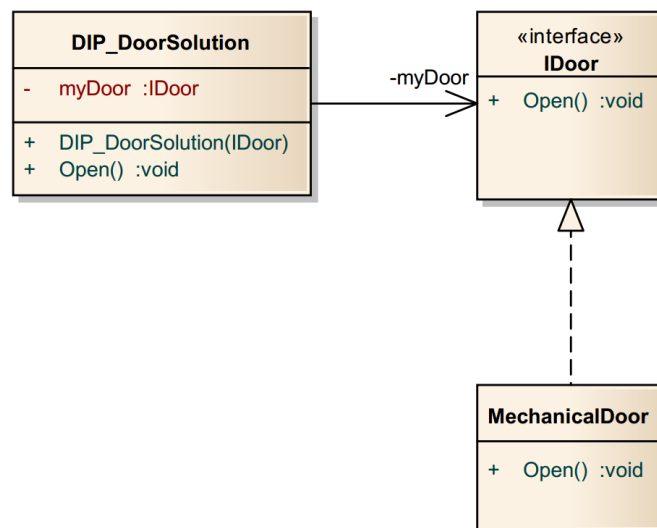 DIP_DoorSolution
- myDoor :IDoor
+ DIP_DoorSolution(IDoor)
+ Open() :void
-myDoor
«interface»
IDoor
+ Open() :void
MechanicalDoor
+ Open() :void